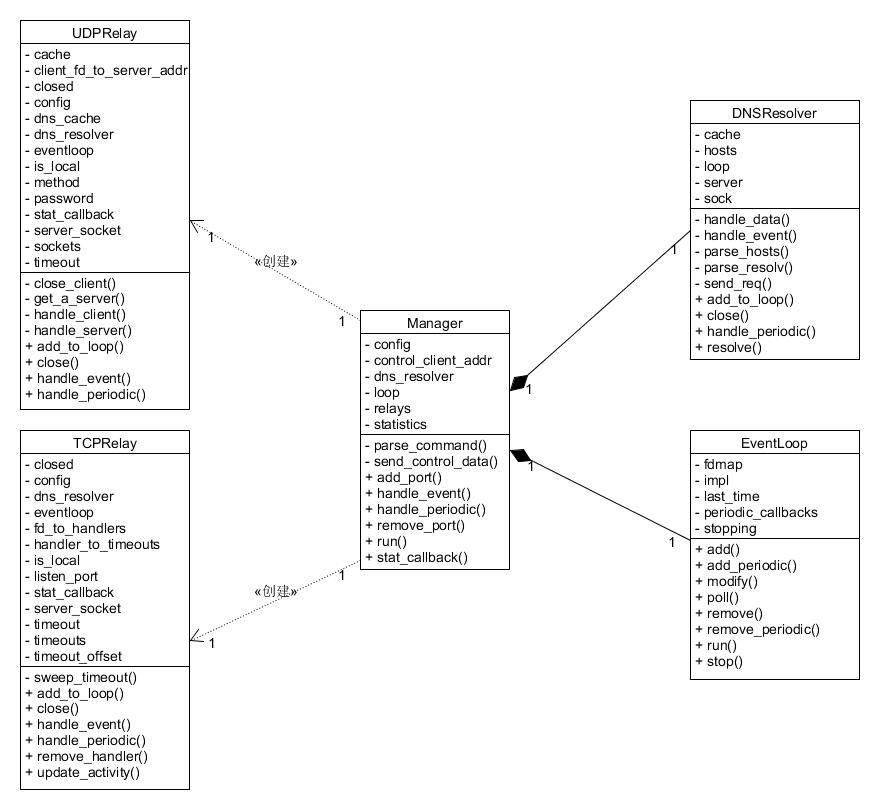 UDPRelay
- cache
- client_fd_to_server_addr
- closed
- config
- dns_cache
- dns_resolver
- eventloop
- is_local
- method
- password
- stat_callback
- server_socket
- sockets
- timeout
- close_client()
- get_a_server()
- handle_client()
- handle_server()
+ add_to_loop()
+ close()
+ handle_event()
+ handle_periodic()
1
«创建»
1
TCPRelay
- closed
- config
- dns_resolver
- eventloop
- fd_to_handlers
- handler_to_timeouts
- is_local
- listen_port
- stat_callback
- server_socket
- timeout
- timeouts
- timeout_offset
- sweep_timeout()
+ add_to_loop()
+ close()
+ handle_event()
+ handle_periodic()
+ remove_handler()
+ update_activity()
1
«创建»
1
Manager
- config
- control_client_addr
- dns_resolver
- loop
- relays
- statistics
- parse_command()
- send_control_data()
+ add_port()
+ handle_event()
+ handle_periodic()
+ remove_port()
+ run()
+ stat_callback()
1
1
DNSResolver
- cache
- hosts
- loop
- server
- sock
- handle_data()
- handle_event()
- parse_hosts()
- parse_resolv()
- send_req()
+ add_to_loop()
+ close()
+ handle_periodic()
+ resolve()
1
1
EventLoop
- fdmap
- impl
- last_time
- periodic_callbacks
- stopping
+ add()
+ add_periodic()
+ modify()
+ poll()
+ remove()
+ remove_periodic()
+ run()
+ stop()